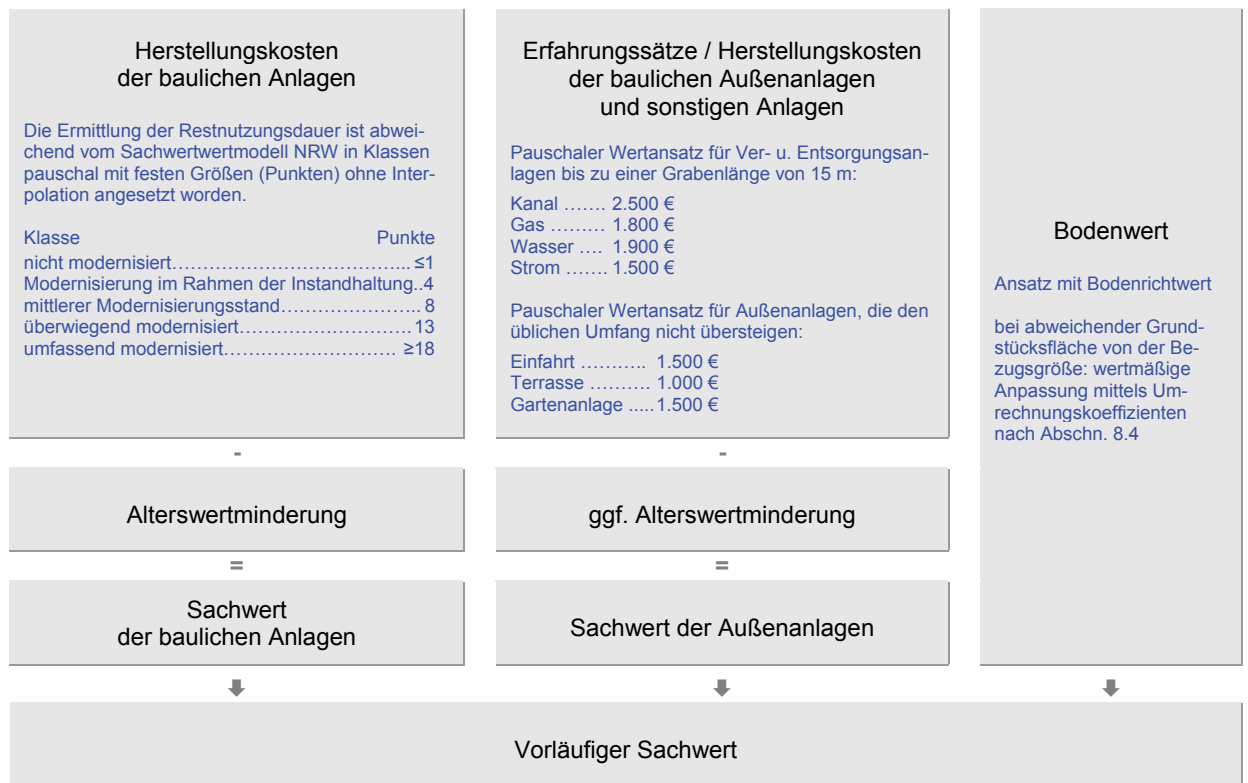 Herstellungskosten
der baulichen Anlagen
Die Ermittlung der Restnutzungsdauer ist abwei-
chend vom Sachwertwertmodell NRW in Klassen
pauschal mit festen Größen (Punkten) ohne Inter-
polation angesetzt worden.
Klasse Punkte
nicht modernisiert………………………………... ≤1
Modernisierung im Rahmen der Instandhaltung..4
mittlerer Modernisierungsstand………………….. 8
überwiegend modernisiert……………………… 13
umfassend modernisiert………………………. ≥18
-
Alterswertminderung
=
Sachwert
der baulichen Anlagen
Erfahrungssätze / Herstellungskosten
der baulichen Außenanlagen
und sonstigen Anlagen
Pauschaler Wertansatz für Ver- u. Entsorgungsan-
lagen bis zu einer Grabenlänge von 15 m:
Kanal ……. 2.500 €
Gas ……… 1.800 €
Wasser …. 1.900 €
Strom ……. 1.500 €
Pauschaler Wertansatz für Außenanlagen, die den
üblichen Umfang nicht übersteigen:
Einfahrt ……….. 1.500 €
Terrasse ………. 1.000 €
Gartenanlage ..... 1.500 €
-
ggf. Alterswertminderung
=
Sachwert der Außenanlagen
Bodenwert
Ansatz mit Bodenrichtwert
bei abweichender Grund-
stücksfläche von der Be-
zugsgröße: wertmäßige
Anpassung mittels Um-
rechnungskoeffizienten
nach Abschn. 8.4
Vorläufiger Sachwert